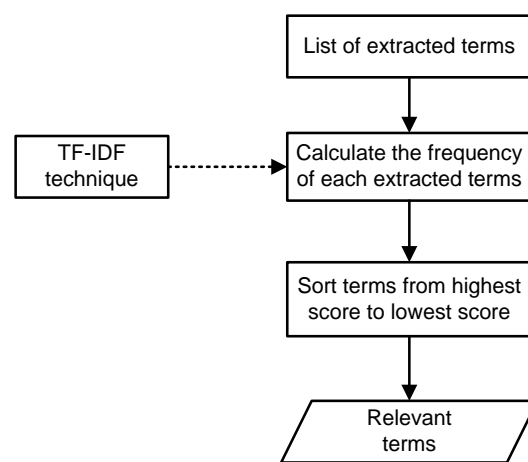 List of extracted terms
TF-IDF
technique
Calculate the frequency
of each extracted terms
Sort terms from highest
score to lowest score
Relevant
terms